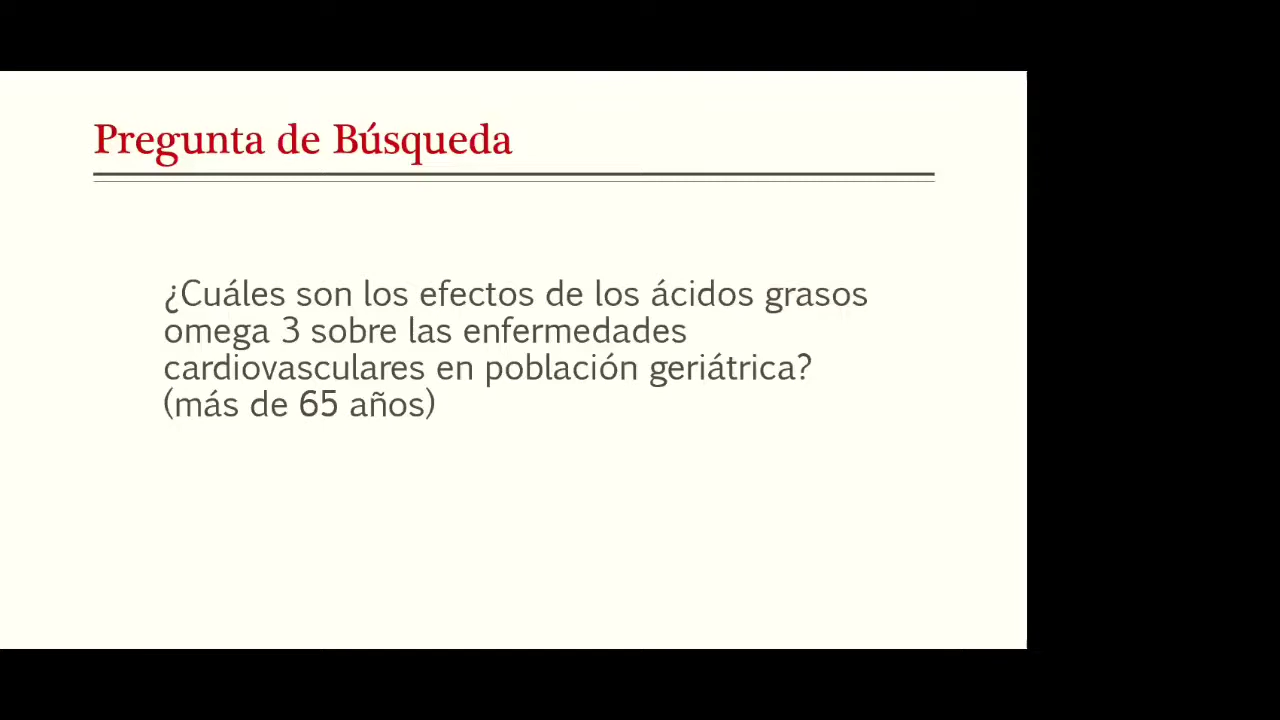 Pregunta de Búsqueda
¿Cuáles son los efectos de los ácidos grasos
omega 3 sobre las enfermedades
cardiovasculares en población geriátrica?
(más de 65 años)